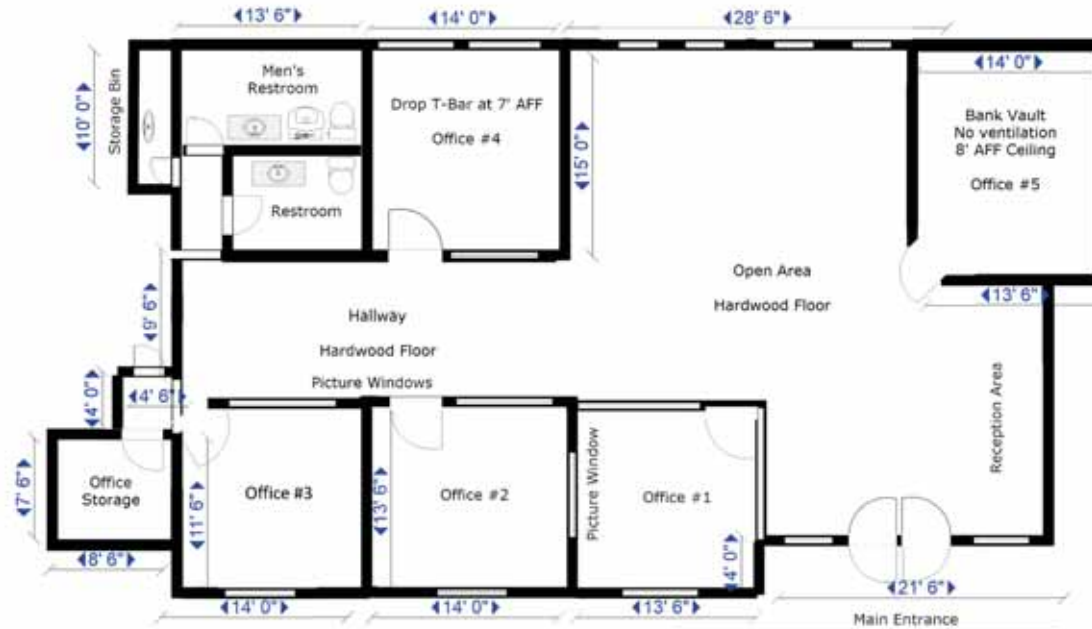 13' 6"
14' 0"
28' 6"
14' 0"
10' 0"
Storage Bin
Men's
Restroom
Drop T-Bar at 7' AFF
Office #4
15' 0"
Bank Vault
No ventilation
8' AFF Ceiling
Office #5
Restroom
Open Area
Hardwood Floor
13' 6"
9' 6"
Hallway
Hardwood Floor
Picture Windows
4' 0"
4' 6"
Reception Area
7' 6"
Office
Storage
11' 6"
Office #3
13' 6"
Office #2
Picture Window
Office #1
4' 0"
8' 6"
14' 0"
14' 0"
13' 6"
21' 6"
Main Entrance